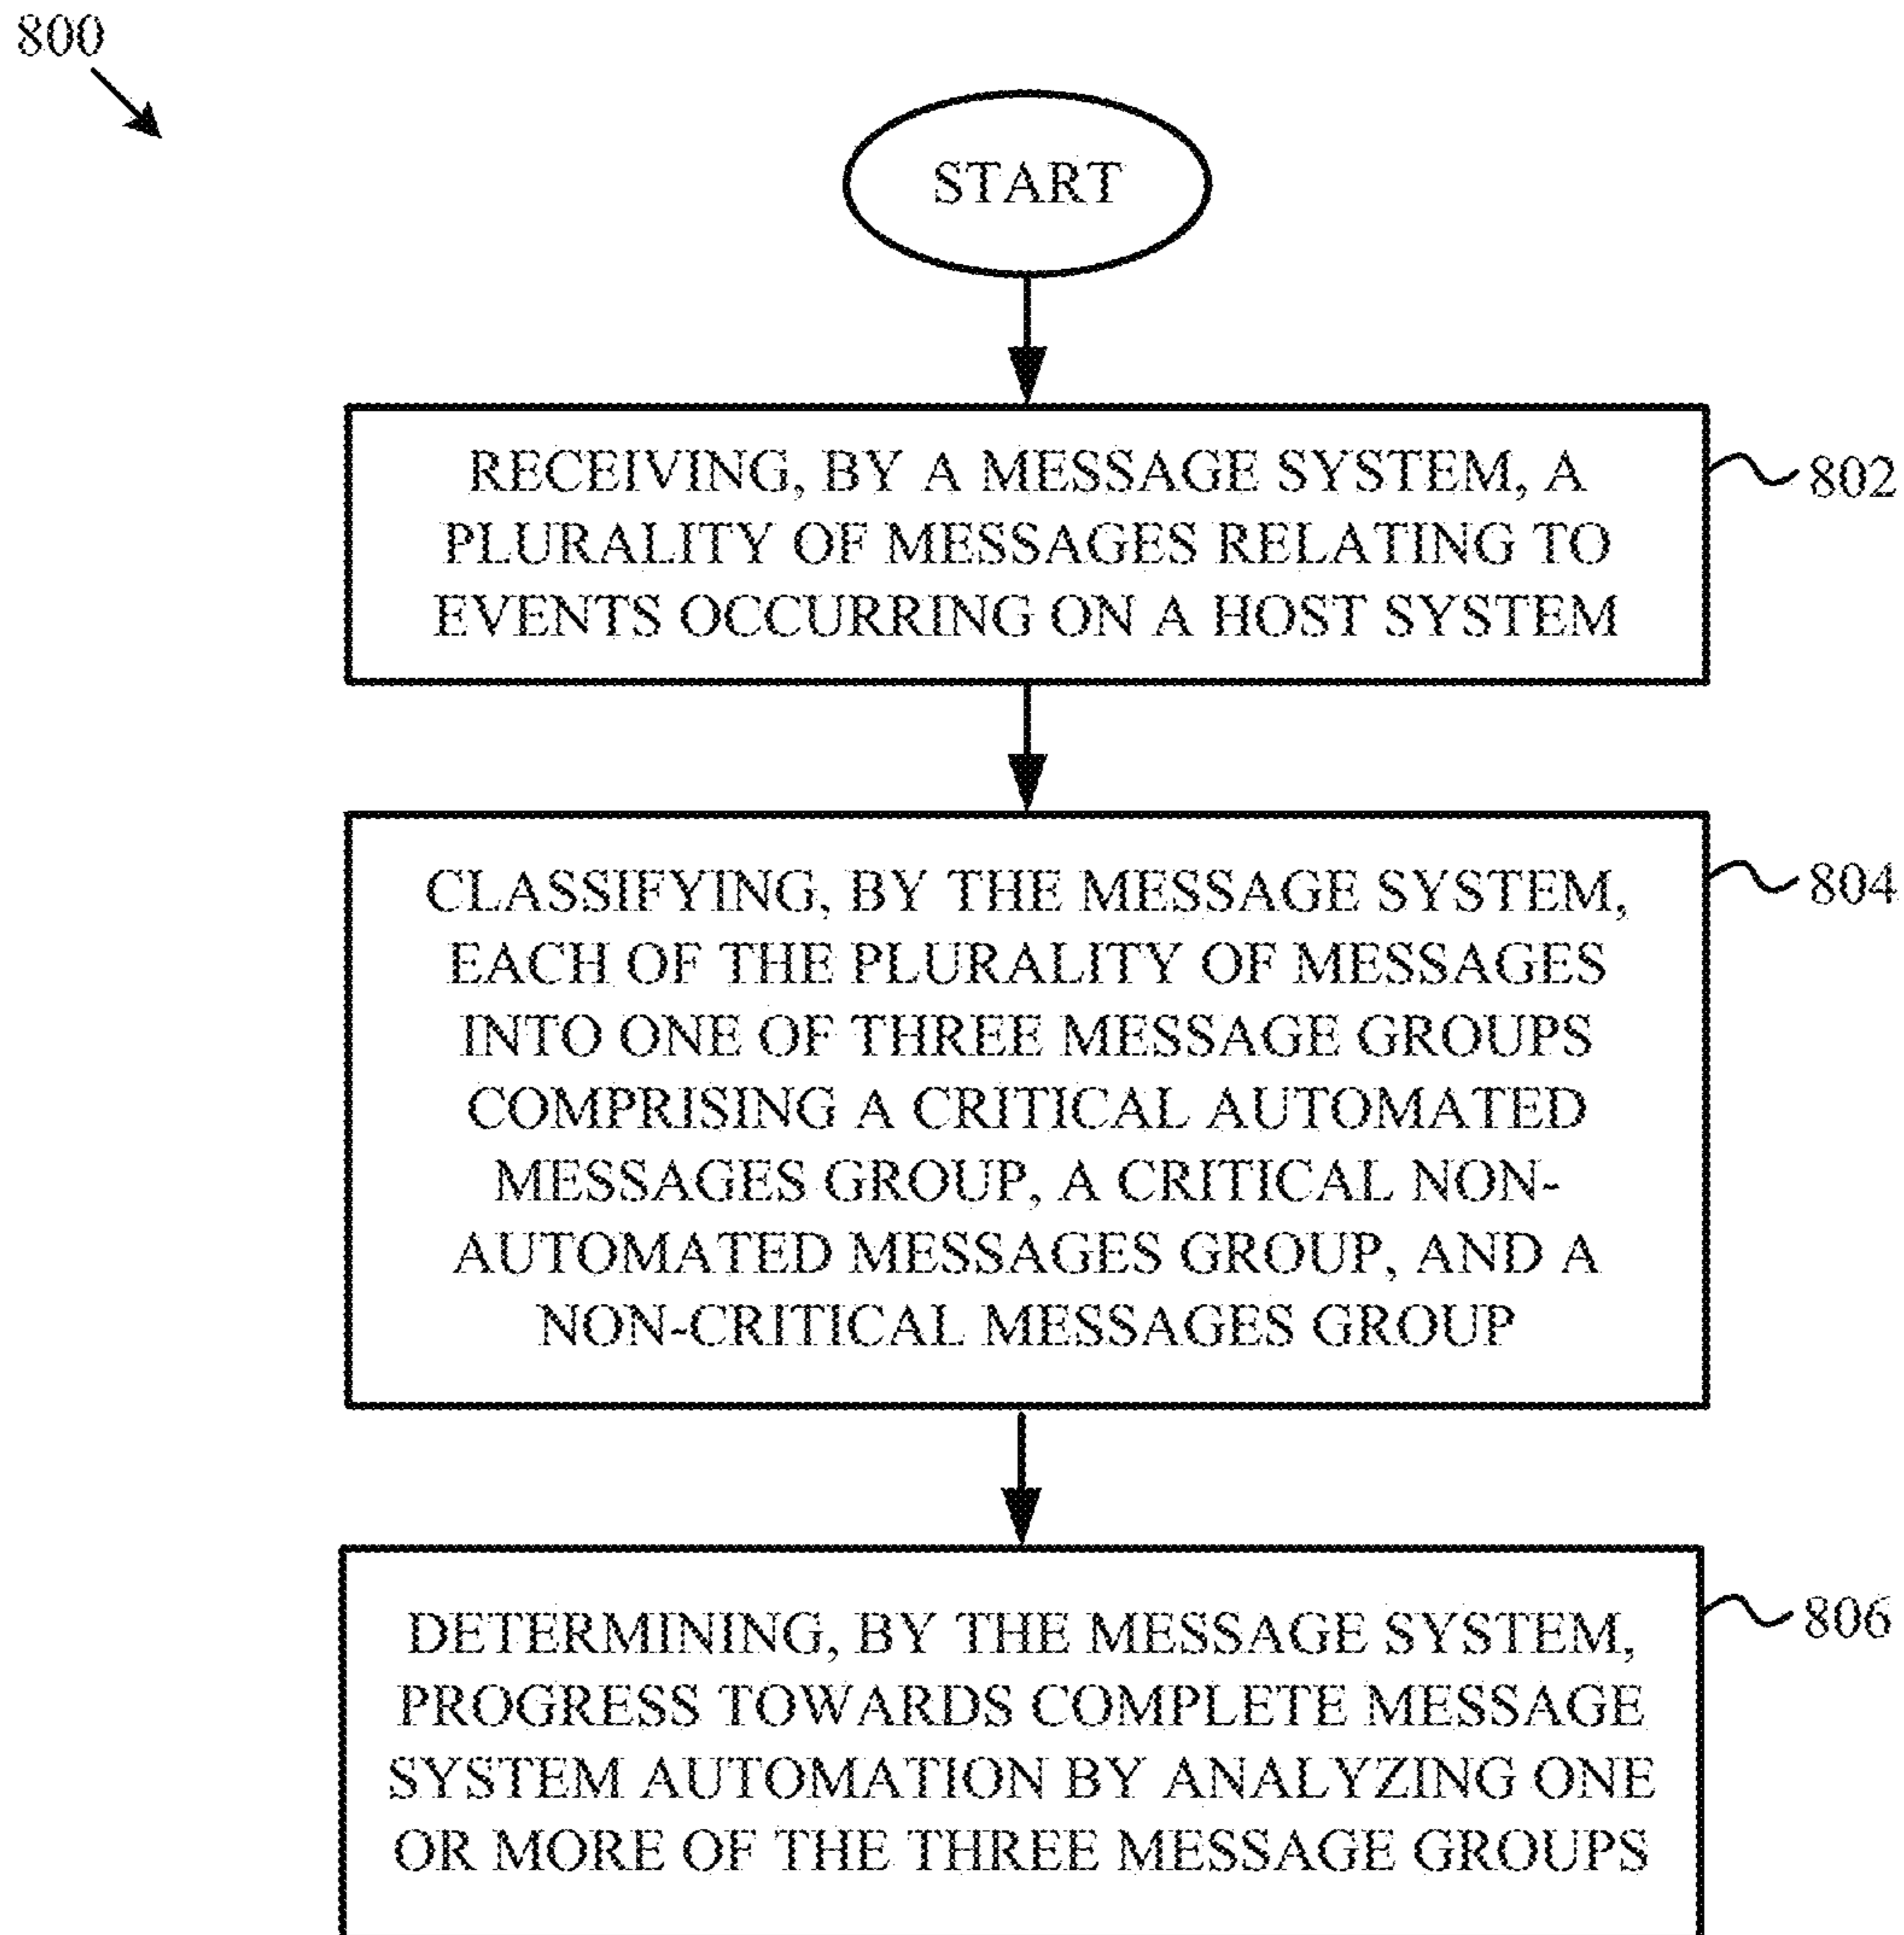 800
START
RECEIVING, BY A MESSAGE SYSTEM, A
PLURALITY OF MESSAGES RELATING TO
EVENTS OCCURRING ON A HOST SYSTEM
802
CLASSIFYING, BY THE MESSAGE SYSTEM,
EACH OF THE PLURALITY OF MESSAGES
INTO ONE OF THREE MESSAGE GROUPS
COMPRISING A CRITICAL AUTOMATED
MESSAGES GROUP, A CRITICAL NON-
AUTOMATED MESSAGES GROUP, AND A
NON-CRITICAL MESSAGES GROUP
804
DETERMINING, BY THE MESSAGE SYSTEM,
PROGRESS TOWARDS COMPLETE MESSAGE
SYSTEM AUTOMATION BY ANALYZING ONE
OR MORE OF THE THREE MESSAGE GROUPS
806